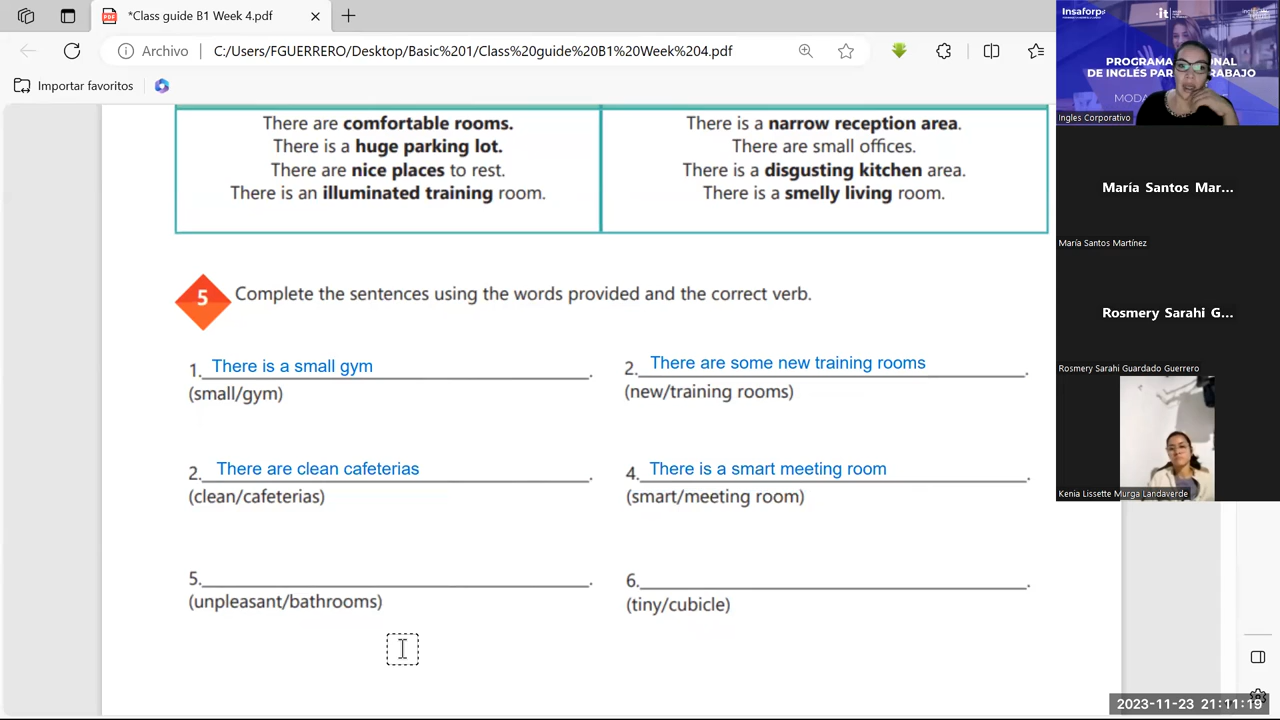 *Class guide B1 Week 4.pdf
Archivo
C:/Users/FGUERRERO/Desktop/Basic%201/Class%20guide%20B1%20Week%204.pdf
Importar favoritos
There are comfortable rooms.
There is a huge parking lot.
There are nice places to rest.
There is an illuminated training room.
There is a narrow reception area.
There are small offices.
There is a disgusting kitchen area.
There is a smelly living room.
5
Complete the sentences using the words provided and the correct verb.
1. There is a small gym.
(small/gym)
2. There are some new training rooms.
(new/training rooms)
2. There are clean cafeterias.
(clean/cafeterias)
4. There is a smart meeting room.
(smart/meeting room)
5.
(unpleasant/bathrooms)
6.
(tiny/cubicle)
Insaforp
PROGRAMA
DE INGLÉS
MODA
Ingles Corporativo
María Santos Mar...
María Santos Martínez
Rosmery Sarahi G...
Rosmery Sarahi Guardado Guerrero
Kenia Lissette Murga Landaverde
2023-11-23 21:11:19